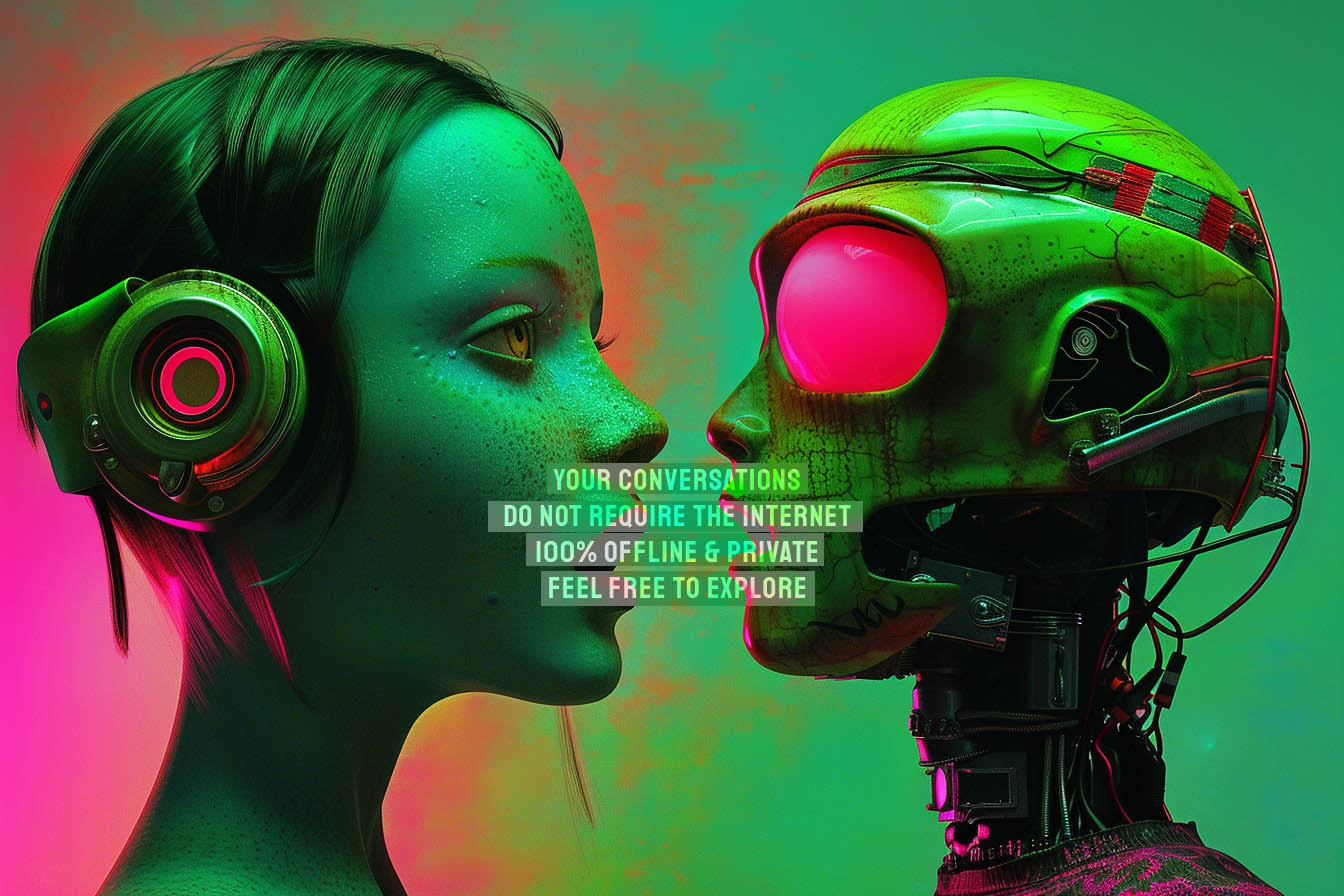 YOUR CONVERSATIONS
DO NOT REQUIRE THE INTERNET
100% OFFLINE & PRIVATE
FEEL FREE TO EXPLORE